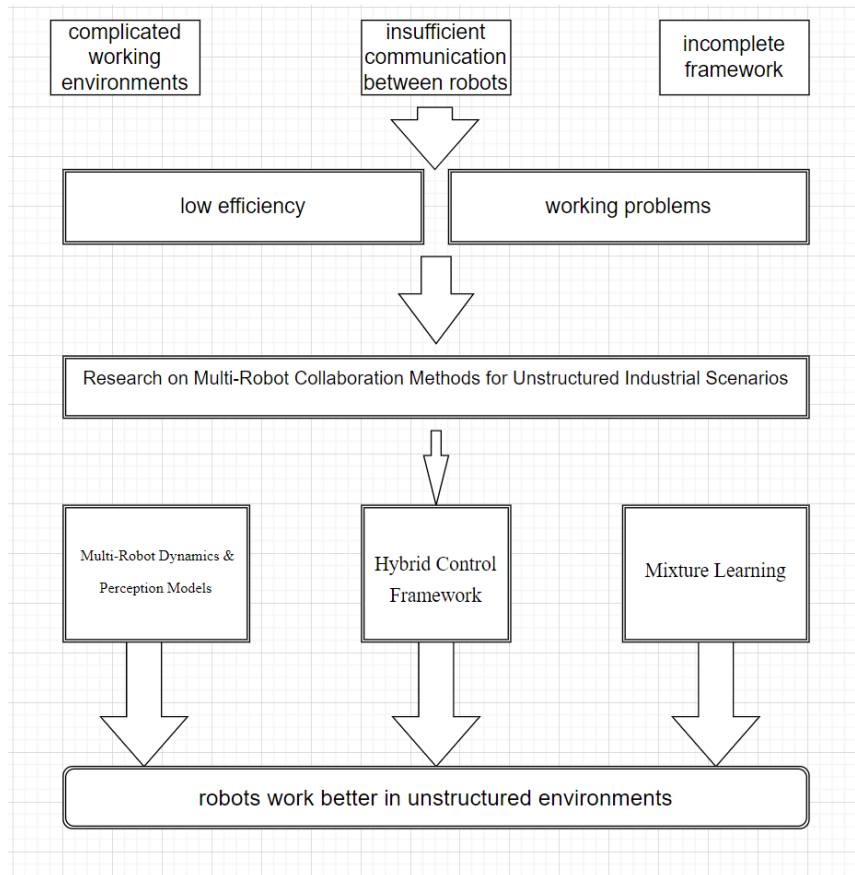 complicated
working
environments
insufficient
communication
between robots
incomplete
framework
low efficiency
working problems
Research on Multi-Robot Collaboration Methods for Unstructured Industrial Scenarios
Multi-Robot Dynamics &
Perception Models
Hybrid Control
Framework
Mixture Learning
robots work better in unstructured environments